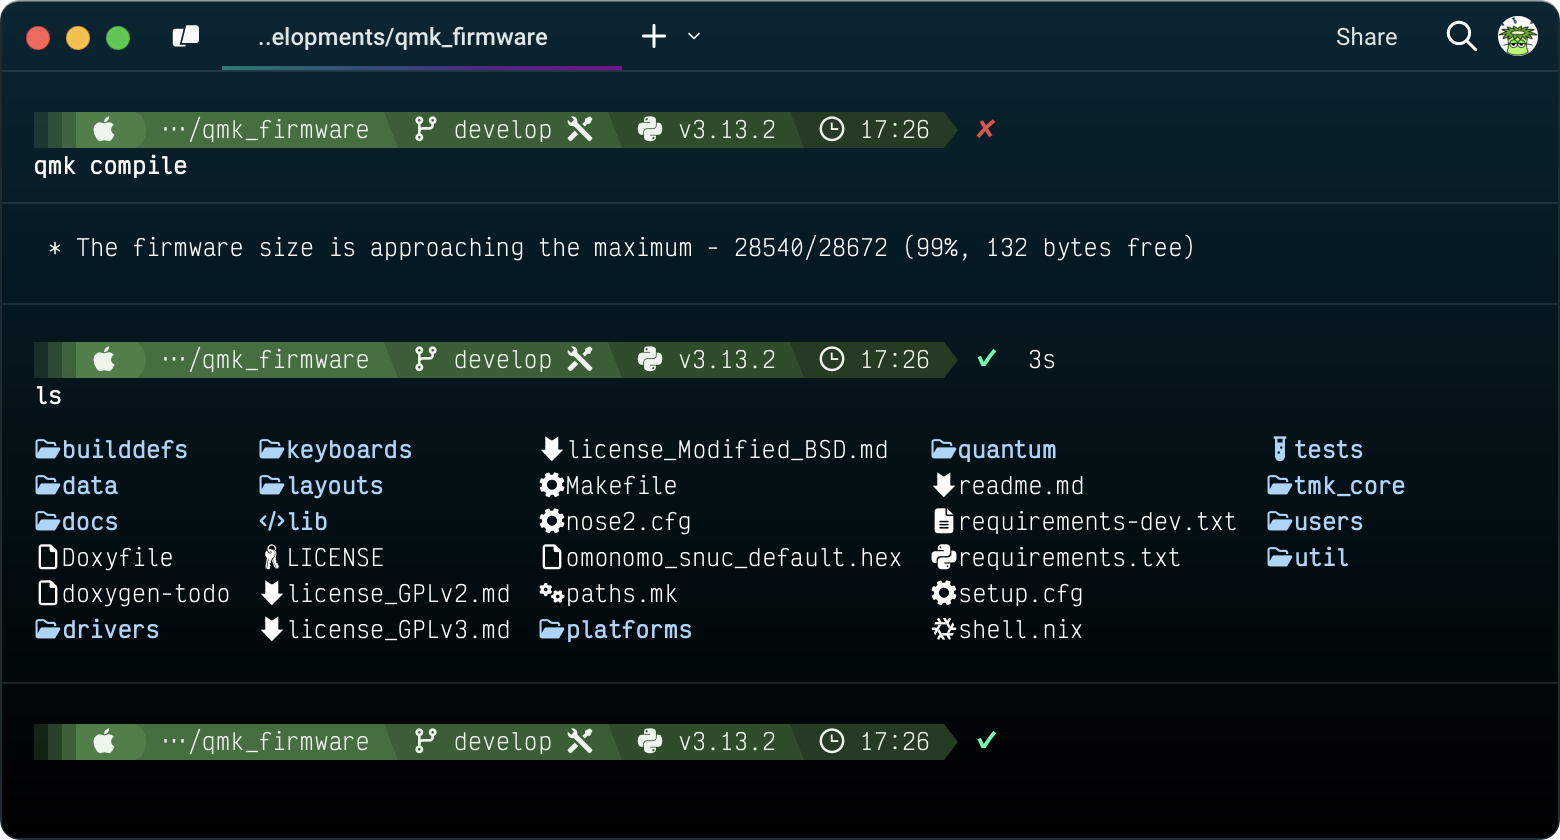 ..elopments/qmk_firmware
Share
···/qmk_firmware develop v3.13.2 17:26 ✗
qmk compile
* The firmware size is approaching the maximum - 28540/28672 (99%, 132 bytes free)
···/qmk_firmware develop v3.13.2 17:26 ✓ 3s
ls
builddefs keyboards license_Modified_BSD.md quantum tests
data layouts Makefile readme.md tmk_core
docs lib nose2.cfg requirements-dev.txt users
Doxyfile LICENSE omonomo_snuc_default.hex requirements.txt util
doxygen-todo license_GPLv2.md paths.mk setup.cfg
drivers license_GPLv3.md platforms shell.nix
···/qmk_firmware develop v3.13.2 17:26 ✓